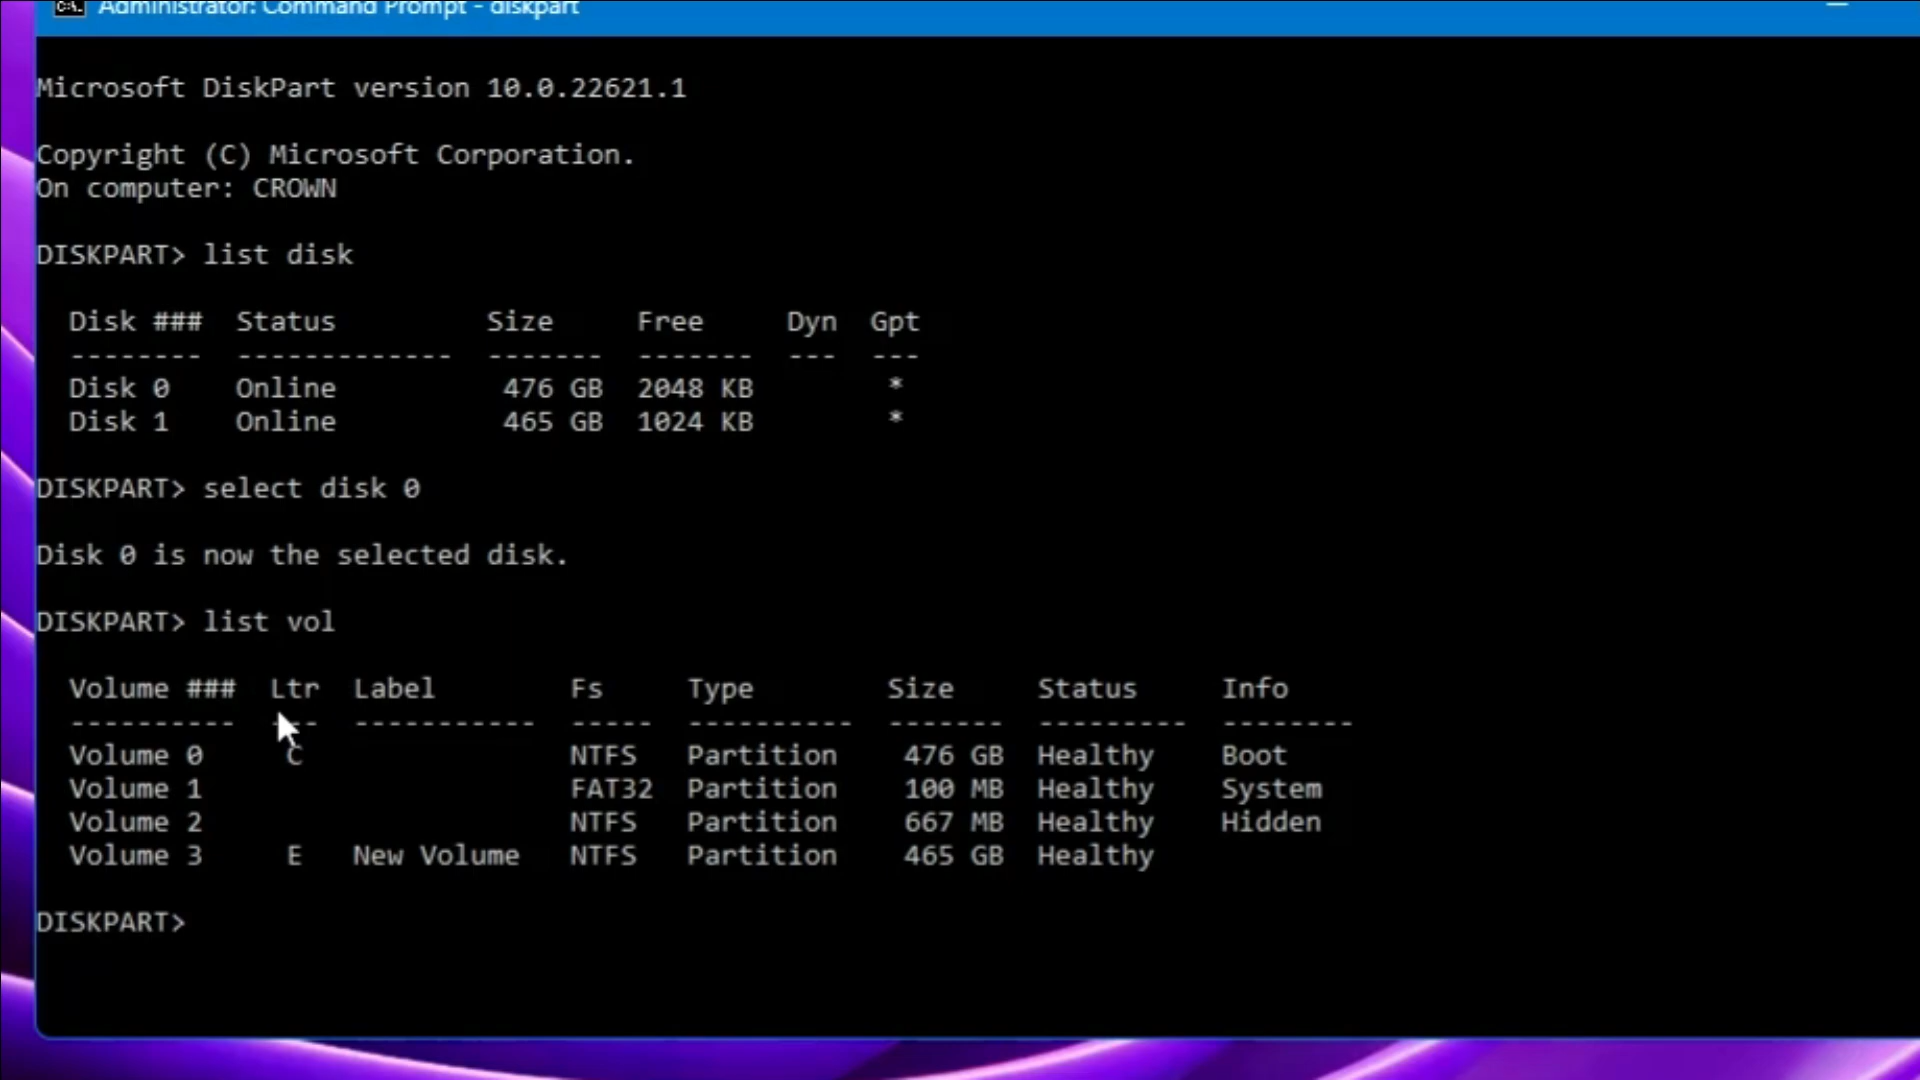 Administrator: Command Prompt - diskpart
Microsoft DiskPart version 10.0.22621.1
Copyright (C) Microsoft Corporation.
On computer: CROWN
DISKPART> list disk
Disk ###  Status         Size     Free     Dyn  Gpt
--------  -------------  -------  -------  ---  ---
Disk 0    Online          476 GB  2048 KB        *
Disk 1    Online          465 GB  1024 KB        *
DISKPART> select disk 0
Disk 0 is now the selected disk.
DISKPART> list vol
Volume ###  Ltr  Label        Fs     Type        Size     Status     Info
----------  ---  -----------  -----  ----------  -------  ---------  --------
Volume 0     C                NTFS   Partition    476 GB  Healthy    Boot
Volume 1                      FAT32  Partition    100 MB  Healthy    System
Volume 2                      NTFS   Partition    667 MB  Healthy    Hidden
Volume 3     E   New Volume   NTFS   Partition    465 GB  Healthy
DISKPART>